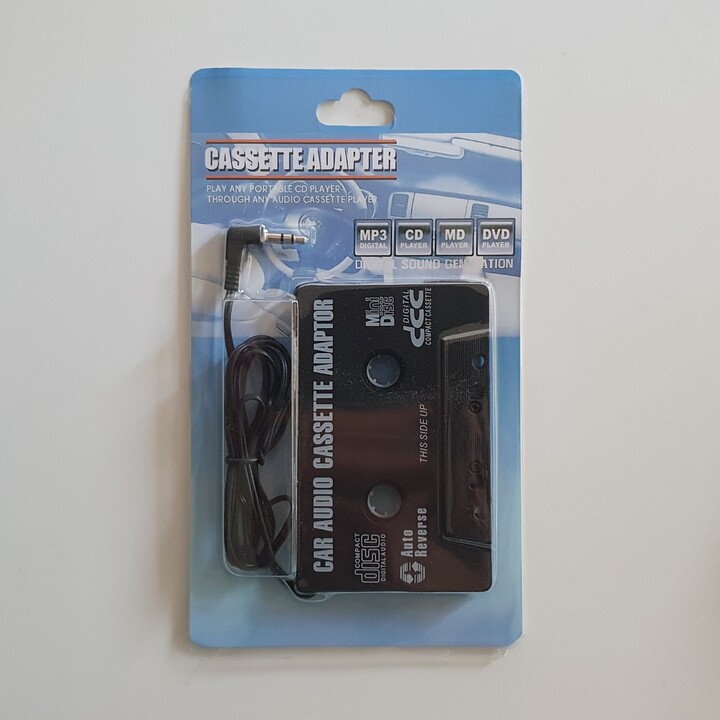 CASSETTE ADAPTER
PLAY ANY PORTABLE CD PLAYER
THROUGH ANY AUDIO CASSETTE PLAYER
MP3
DIGITAL
CD
PLAYER
MD
PLAYER
DVD
PLAYER
DIGITAL SOUND GENERATION
CAR AUDIO CASSETTE ADAPTOR
Mini
Disc
DIGITAL
dcc
COMPACT CASSETTE
THIS SIDE UP
COMPACT
disc
DIGITAL AUDIO
Auto
Reverse